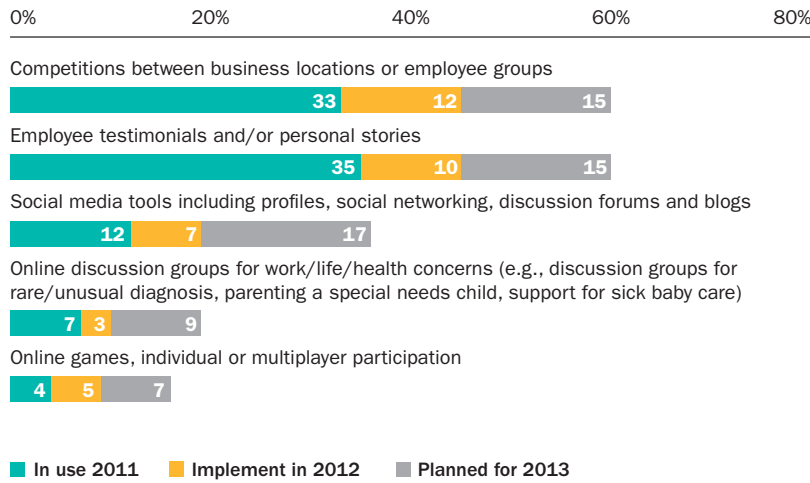 0% 20% 40% 60% 80%
Competitions between business locations or employee groups
33 12 15
Employee testimonials and/or personal stories
35 10 15
Social media tools including profiles, social networking, discussion forums and blogs
12 7 17
Online discussion groups for work/life/health concerns (e.g., discussion groups for
rare/unusual diagnosis, parenting a special needs child, support for sick baby care)
7 3 9
Online games, individual or multiplayer participation
4 5 7
In use 2011 Implement in 2012 Planned for 2013